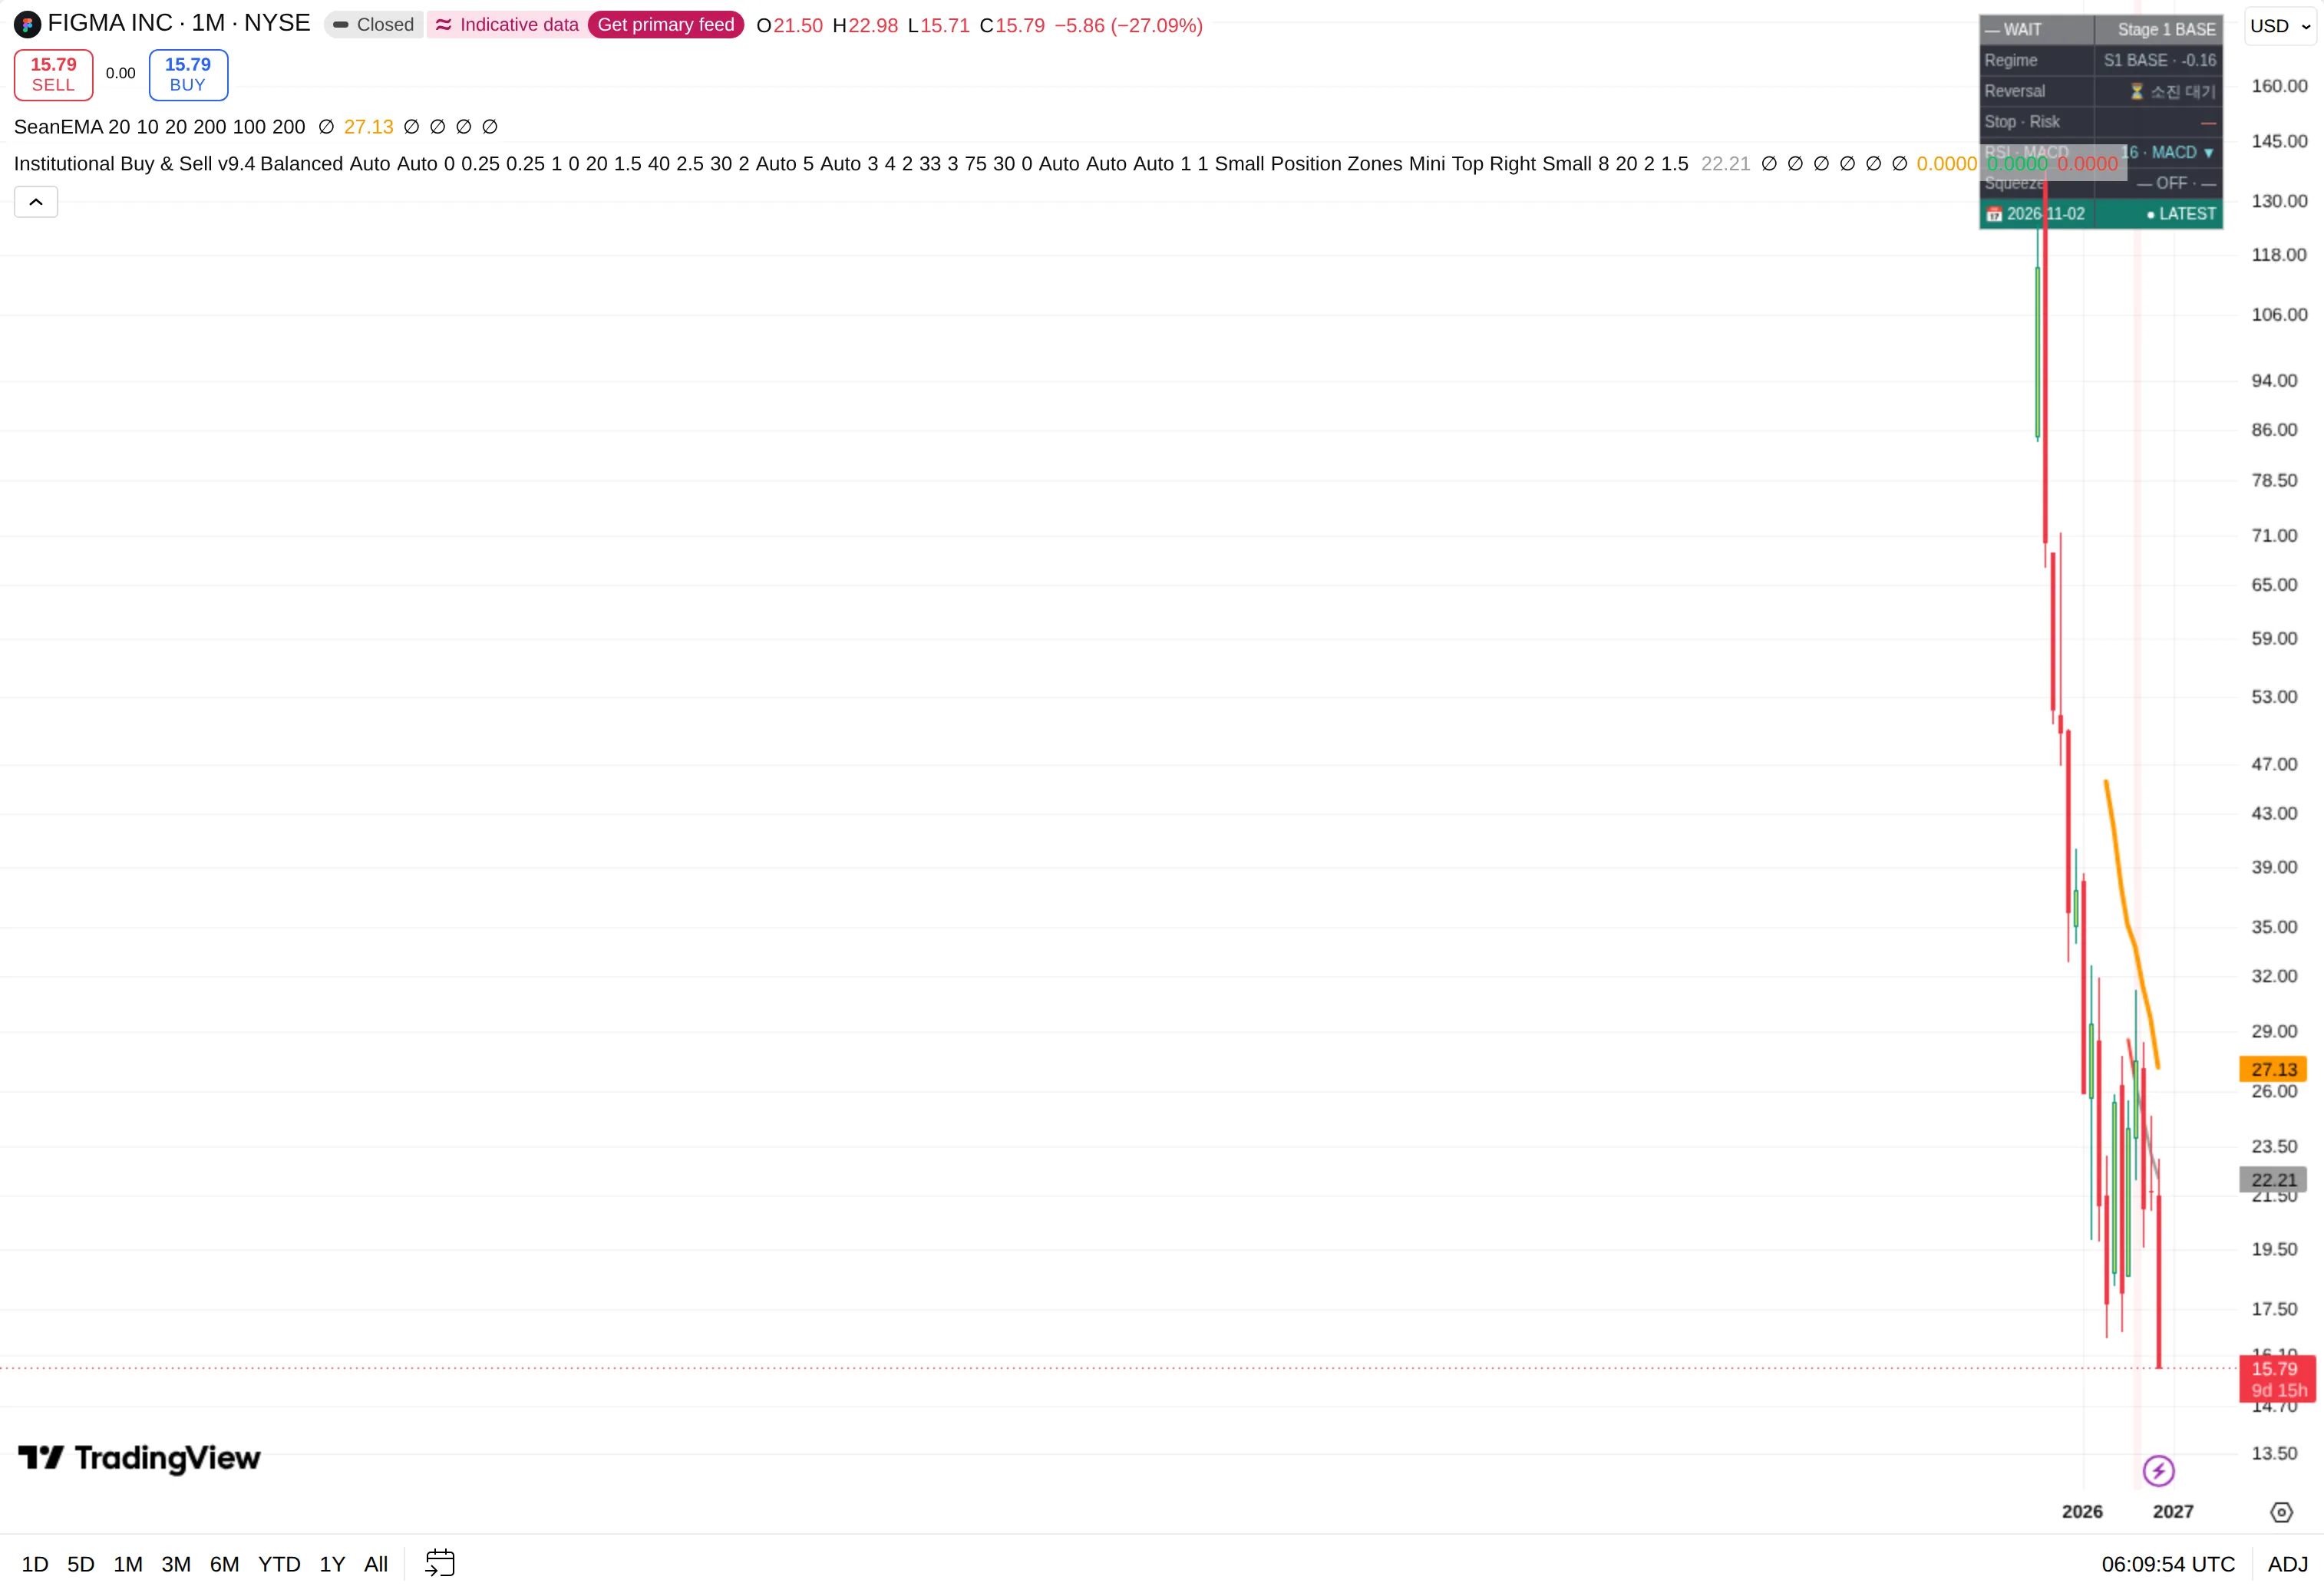 FIGMA INC · 1M · NYSE Closed Indicative data Get primary feed O21.50 H22.98 L15.71 C15.79 −5.86 (−27.09%)
15.79 SELL 0.00 15.79 BUY
SeanEMA 20 10 20 200 100 200 ∅ 27.13 ∅ ∅ ∅ ∅
Institutional Buy & Sell v9.4 Balanced Auto Auto 0 0.25 0.25 1 0 20 1.5 40 2.5 30 2 Auto 5 Auto 3 4 2 33 3 75 30 0 Auto Auto Auto 1 1 Small Position Zones Mini Top Right Small 8 20 2 1.5 22.21 ∅ ∅ ∅ ∅ ∅ ∅ 0.0000 0.0000 0.0000
— WAIT Stage 1 BASE
Regime S1 BASE · -0.16
Reversal ⏳ 소진 대기
Stop · Risk —
RSI · MACD 16 · MACD ▼
Squeeze — OFF · —
2026-11-02 ● LATEST
USD
160.00
145.00
130.00
118.00
106.00
94.00
86.00
78.50
71.00
65.00
59.00
53.00
47.00
43.00
39.00
35.00
32.00
29.00
27.13
26.00
23.50
22.21
21.50
19.50
17.50
16.10
15.79
9d 15h
14.70
13.50
TradingView
2026 2027
1D 5D 1M 3M 6M YTD 1Y All 06:09:54 UTC ADJ